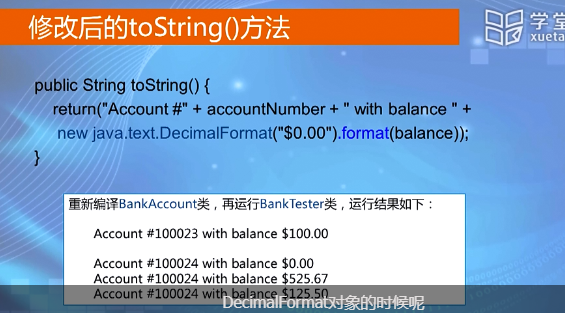 修改后的toString()方法
学堂
xueta
public String toString() {
return("Account #" + accountNumber + " with balance " +
new java.text.DecimalFormat("$0.00").format(balance));
}
重新编译BankAccount类，再运行BankTester类，运行结果如下：
Account #100023 with balance $100.00
Account #100024 with balance $0.00
Account #100024 with balance $525.67
Account #100024 with balance $125.50
DecimalFormat对象的时候呢